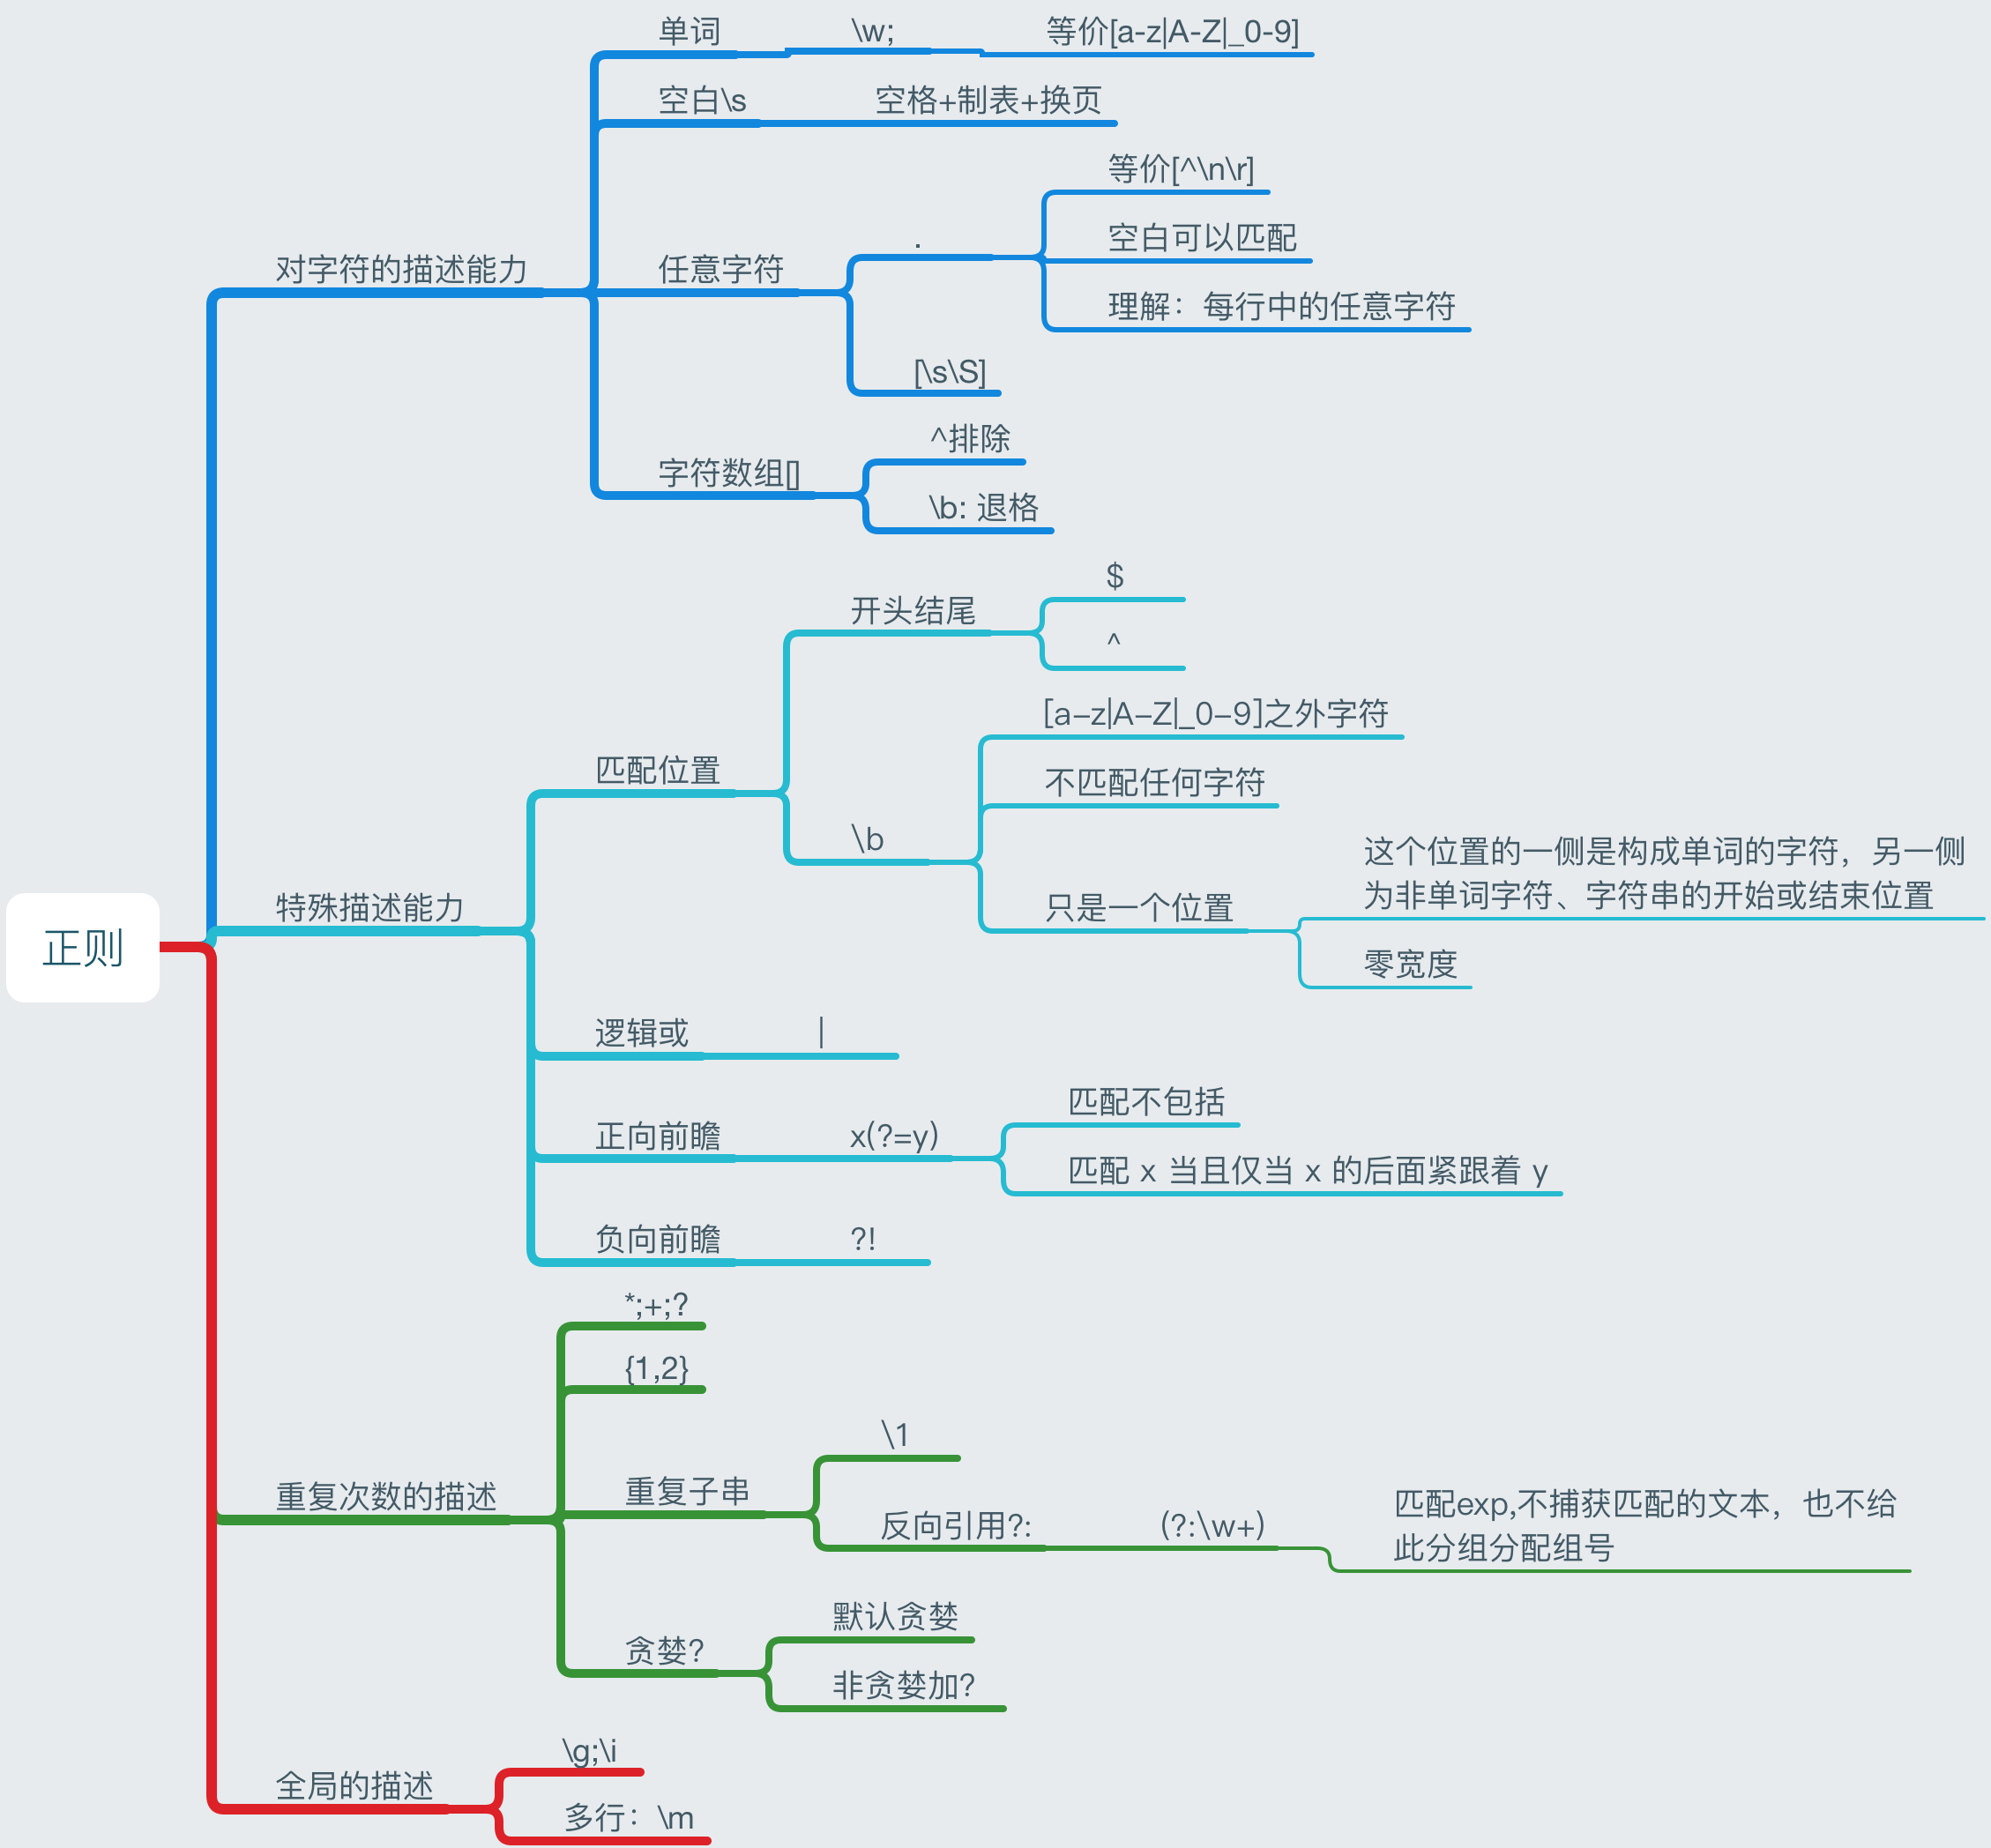 正则
对字符的描述能力
单词
\w;
等价[a-z|A-Z|_0-9]
空白\s
空格+制表+换页
任意字符
.
等价[^\n\r]
空白可以匹配
理解：每行中的任意字符
[\s\S]
字符数组[]
^排除
\b: 退格
特殊描述能力
匹配位置
开头结尾
$
^
\b
[a–z|A–Z|_0–9]之外字符
不匹配任何字符
只是一个位置
这个位置的一侧是构成单词的字符，另一侧
为非单词字符、字符串的开始或结束位置
零宽度
逻辑或
|
正向前瞻
x(?=y)
匹配不包括
匹配 x 当且仅当 x 的后面紧跟着 y
负向前瞻
?!
重复次数的描述
*;+;?
{1,2}
重复子串
\1
反向引用?:
(?:\w+)
匹配exp,不捕获匹配的文本，也不给
此分组分配组号
贪婪?
默认贪婪
非贪婪加?
全局的描述
\g;\i
多行：\m